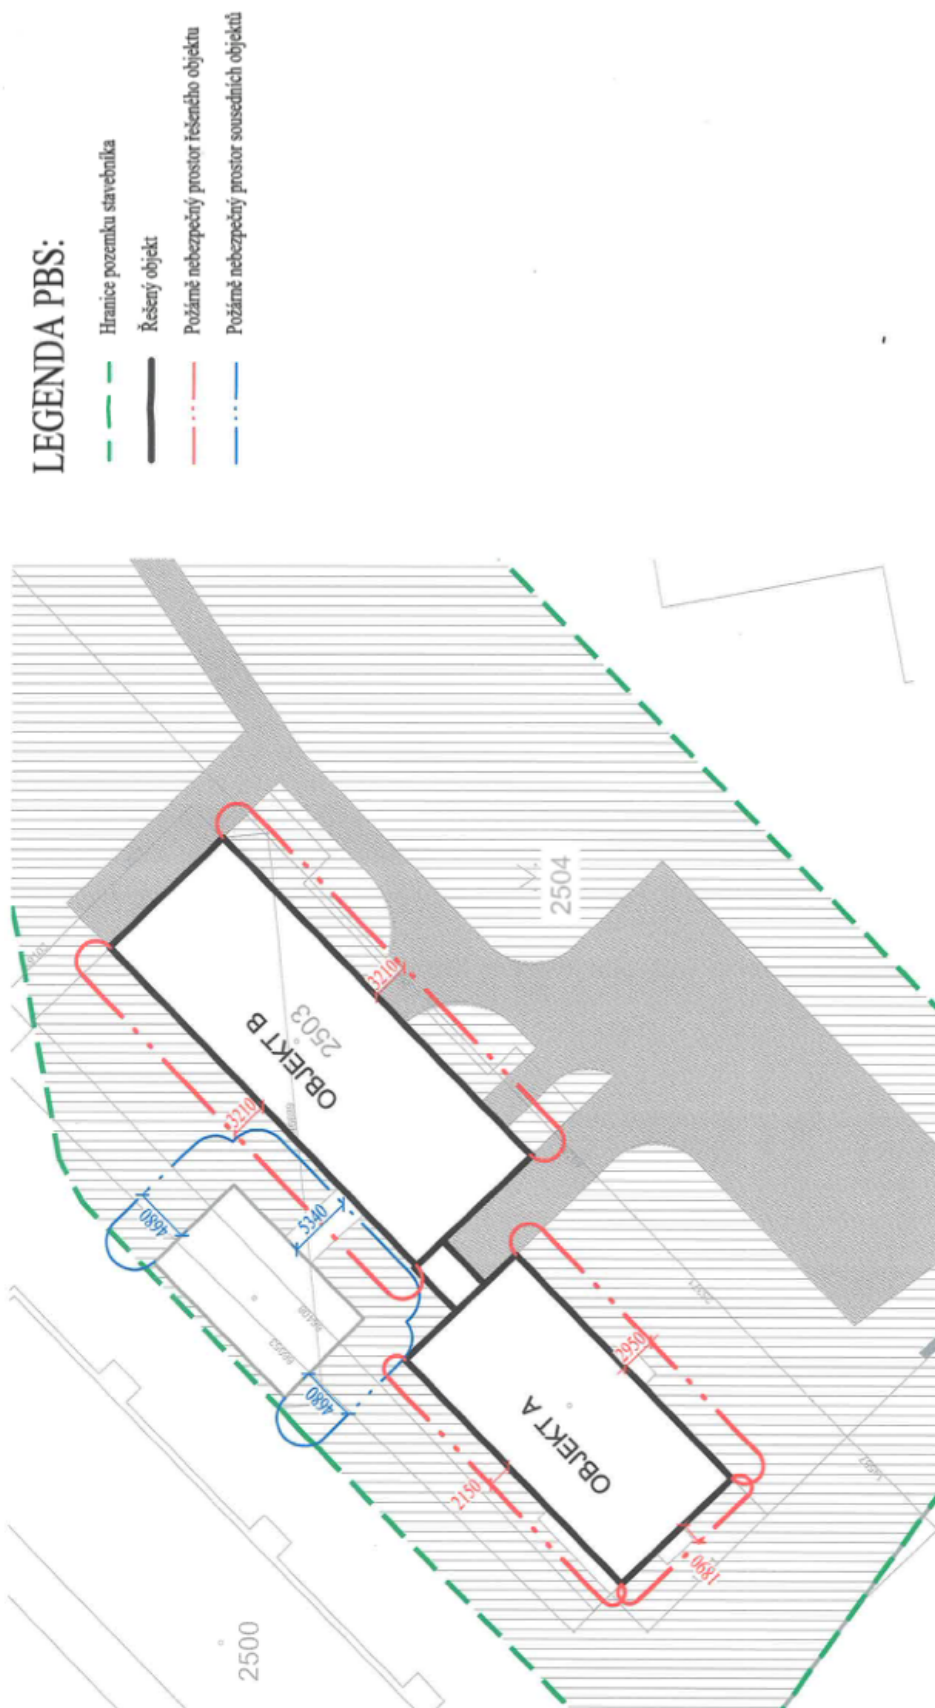 LEGENDA PBS:
Hranice pozemku stavebníka
Řešený objekt
Požárně nebezpečný prostor řešeného objektu
Požárně nebezpečný prostor sousedních objektů
OBJEKT B
2503
3210
3210
4680
5340
4680
2504
OBJEKT A
2950
2150
1890
2500